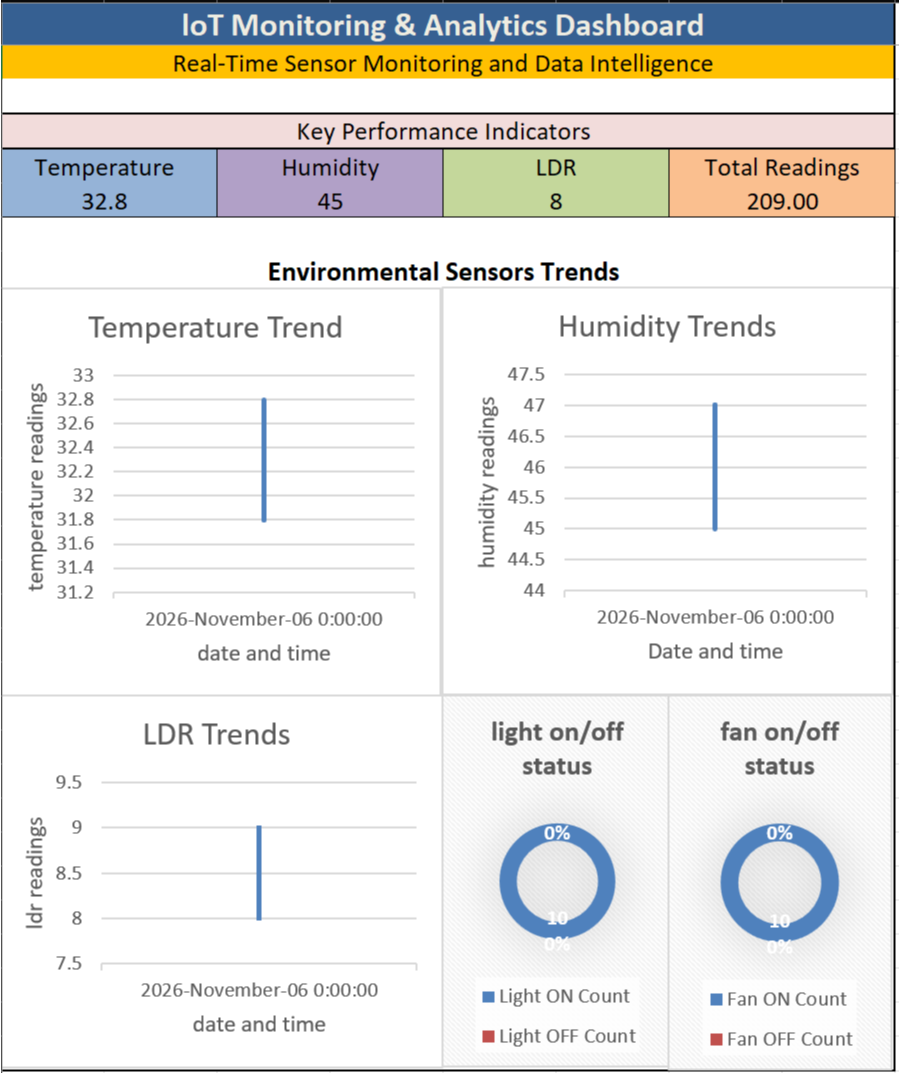 IoT Monitoring & Analytics Dashboard
Real-Time Sensor Monitoring and Data Intelligence
Key Performance Indicators
Temperature
32.8
Humidity
45
LDR
8
Total Readings
209.00
Environmental Sensors Trends
Temperature Trend
temperature readings
33
32.8
32.6
32.4
32.2
32
31.8
31.6
31.4
31.2
2026-November-06 0:00:00
date and time
Humidity Trends
humidity readings
47.5
47
46.5
46
45.5
45
44.5
44
2026-November-06 0:00:00
Date and time
LDR Trends
ldr readings
9.5
9
8.5
8
7.5
2026-November-06 0:00:00
date and time
light on/off
status
0%
10
0%
Light ON Count
Light OFF Count
fan on/off
status
0%
10
0%
Fan ON Count
Fan OFF Count